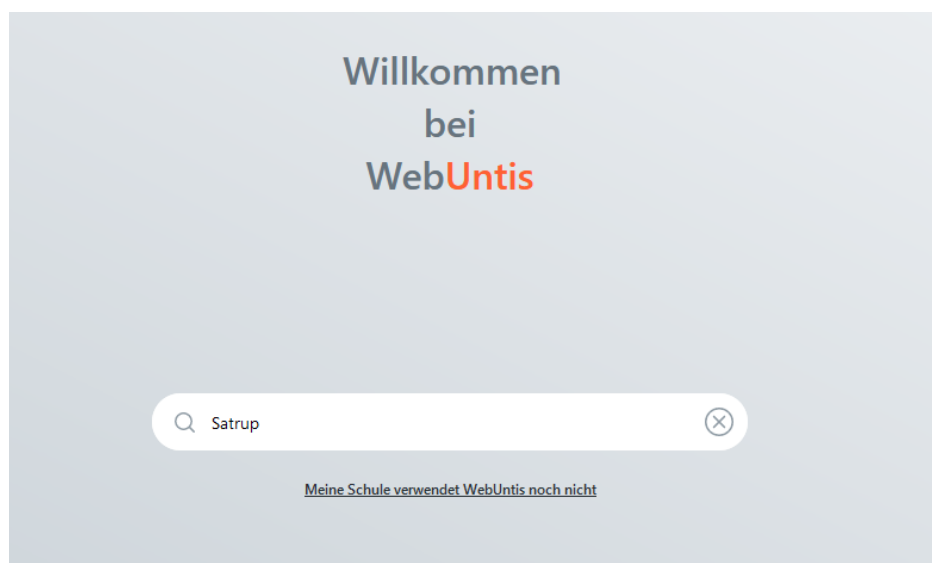 Willkommen
bei
WebUntis
Satrup
Meine Schule verwendet WebUntis noch nicht